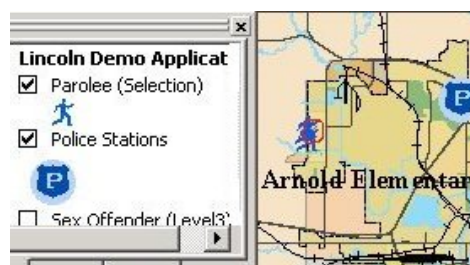 Lincoln Demo Applicat
Parolee (Selection)
Police Stations
P
Sex Offender (Level3)
P
Arnold Elementar